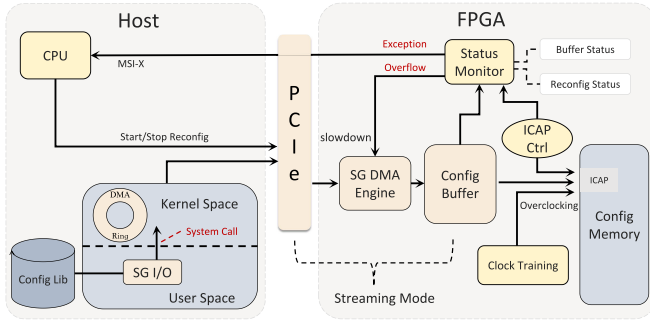 Host
FPGA
CPU
MSI-X
Exception
Overflow
Status
Monitor
Buffer Status
Reconfig Status
PCIe
Start/Stop Reconfig
slowdown
ICAP
Ctrl
SG DMA
Engine
Config
Buffer
ICAP
Overclocking
Config
Memory
DMA
Ring
Kernel Space
System Call
Config Lib
SG I/O
User Space
Clock Training
Streaming Mode